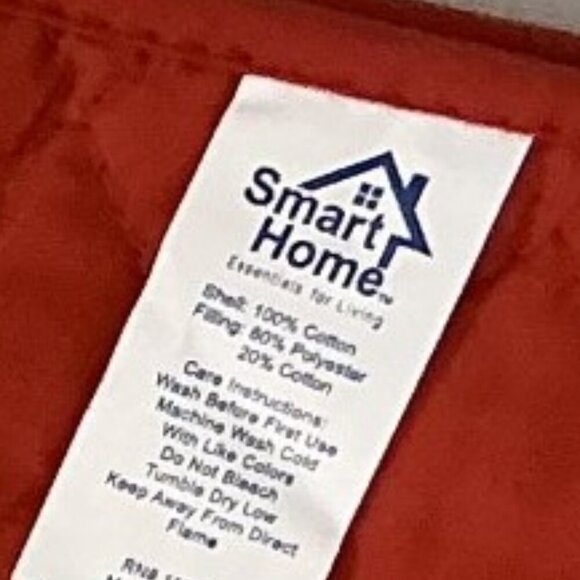 Smart
Home™
Essentials for Living
Shell: 100% Cotton
Filling: 80% Polyester
20% Cotton
Care Instructions:
Wash Before First Use
Machine Wash Cold
With Like Colors
Do Not Bleach
Tumble Dry Low
Keep Away From Direct
Flame